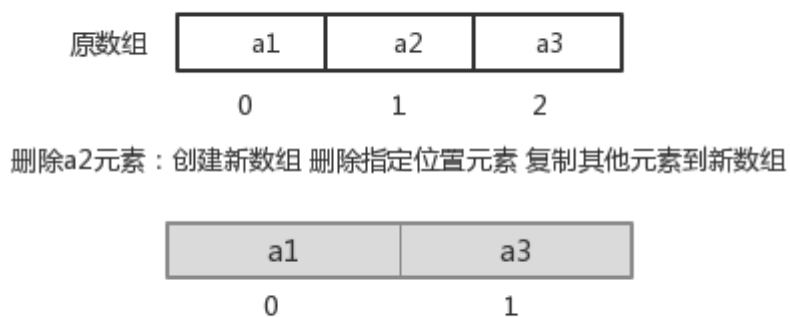 原数组 a1 a2 a3
0 1 2
删除a2元素：创建新数组 删除指定位置元素 复制其他元素到新数组
a1 a3
0 1